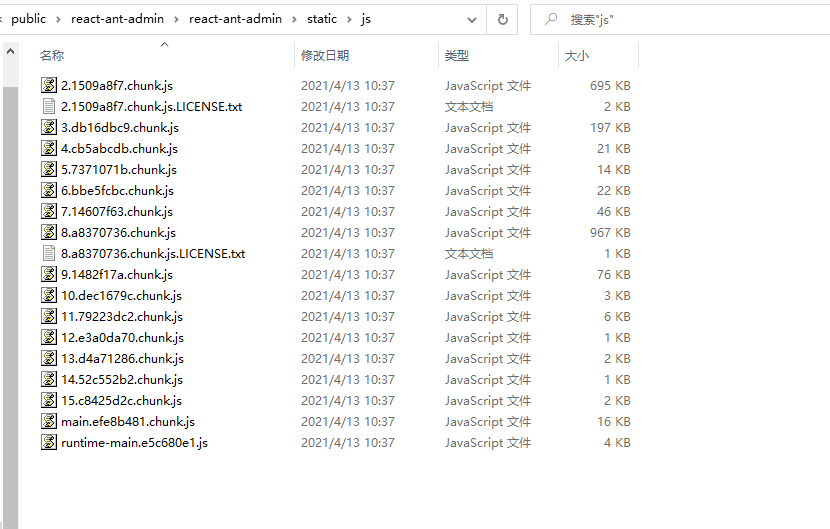 public > react-ant-admin > react-ant-admin > static > js 搜索"js"
名称 修改日期 类型 大小
2.1509a8f7.chunk.js 2021/4/13 10:37 JavaScript 文件 695 KB
2.1509a8f7.chunk.js.LICENSE.txt 2021/4/13 10:37 文本文档 2 KB
3.db16dbc9.chunk.js 2021/4/13 10:37 JavaScript 文件 197 KB
4.cb5abcdb.chunk.js 2021/4/13 10:37 JavaScript 文件 21 KB
5.7371071b.chunk.js 2021/4/13 10:37 JavaScript 文件 14 KB
6.bbe5fcbc.chunk.js 2021/4/13 10:37 JavaScript 文件 22 KB
7.14607f63.chunk.js 2021/4/13 10:37 JavaScript 文件 46 KB
8.a8370736.chunk.js 2021/4/13 10:37 JavaScript 文件 967 KB
8.a8370736.chunk.js.LICENSE.txt 2021/4/13 10:37 文本文档 1 KB
9.1482f17a.chunk.js 2021/4/13 10:37 JavaScript 文件 76 KB
10.dec1679c.chunk.js 2021/4/13 10:37 JavaScript 文件 3 KB
11.79223dc2.chunk.js 2021/4/13 10:37 JavaScript 文件 6 KB
12.e3a0da70.chunk.js 2021/4/13 10:37 JavaScript 文件 1 KB
13.d4a71286.chunk.js 2021/4/13 10:37 JavaScript 文件 2 KB
14.52c552b2.chunk.js 2021/4/13 10:37 JavaScript 文件 1 KB
15.c8425d2c.chunk.js 2021/4/13 10:37 JavaScript 文件 2 KB
main.efe8b481.chunk.js 2021/4/13 10:37 JavaScript 文件 16 KB
runtime-main.e5c680e1.js 2021/4/13 10:37 JavaScript 文件 4 KB